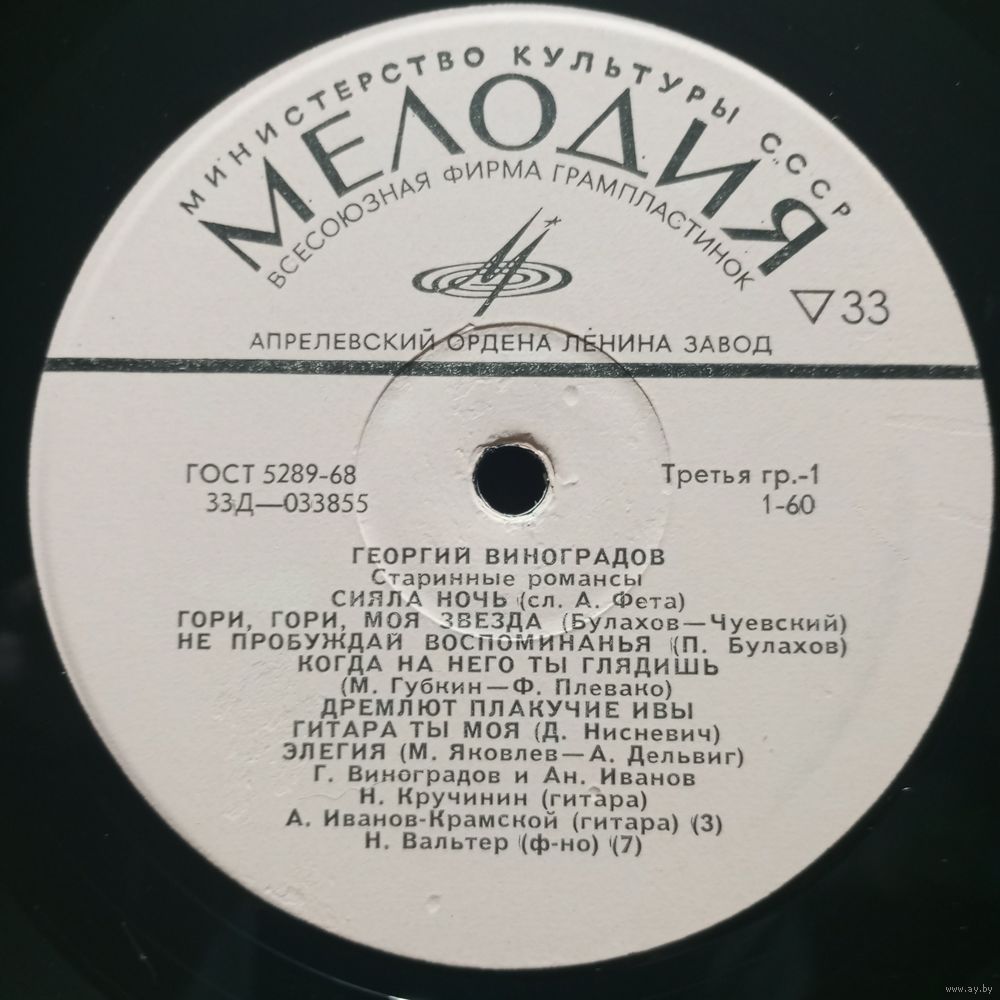 МИНИСТЕРСТВО КУЛЬТУРЫ СССР
МЕЛОДИЯ
ВСЕСОЮЗНАЯ ФИРМА ГРАМПЛАСТИНОК
33
АПРЕЛЕВСКИЙ ОРДЕНА ЛЕНИНА ЗАВОД
ГОСТ 5289-68 Третья гр.-1
33Д—033855 1-60
ГЕОРГИЙ ВИНОГРАДОВ
Старинные романсы
СИЯЛА НОЧЬ (сл. А. Фета)
ГОРИ, ГОРИ, МОЯ ЗВЕЗДА (Булахов—Чуевский)
НЕ ПРОБУЖДАЙ ВОСПОМИНАНЬЯ (П. Булахов)
КОГДА НА НЕГО ТЫ ГЛЯДИШЬ
(М. Губкин—Ф. Плевако)
ДРЕМЛЮТ ПЛАКУЧИЕ ИВЫ
ГИТАРА ТЫ МОЯ (Д. Нисневич)
ЭЛЕГИЯ (М. Яковлев—А. Дельвиг)
Г. Виноградов и Ан. Иванов
Н. Кручинин (гитара)
А. Иванов-Крамской (гитара) (3)
Н. Вальтер (ф-но) (7)
www.ay.by